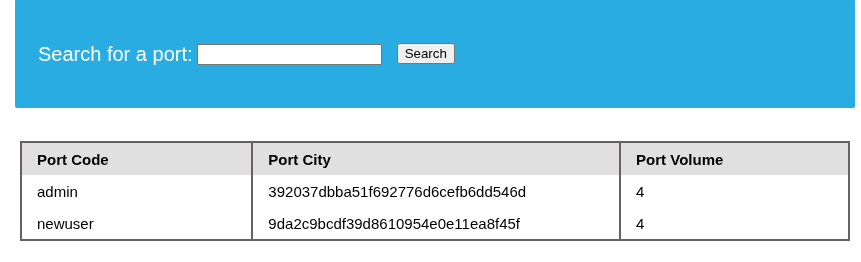 Search for a port: Search
Port Code Port City Port Volume
admin 392037dbba51f692776d6cefb6dd546d 4
newuser 9da2c9bcdf39d8610954e0e11ea8f45f 4